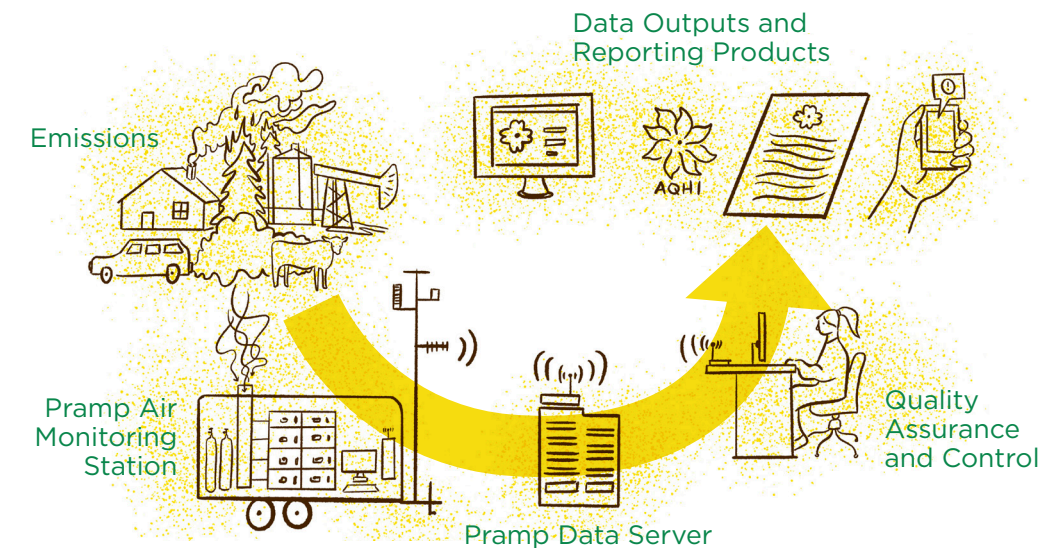 Data Outputs and
Reporting Products
Emissions
AQHI
Pramp Air
Monitoring
Station
Quality
Assurance
and Control
Pramp Data Server